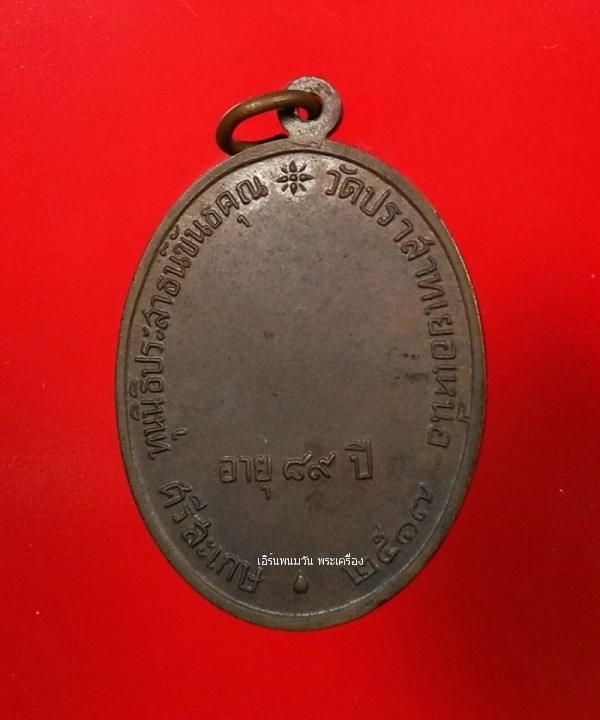 ทุนนิธิประสาธน์ขันธคุณ
วัดปราสาทเยอเหนือ
อายุ ๘๙ ปี
ศรีสะเกษ
๒๕๑๗
เอิร์นพนมวัน พระเครื่อง